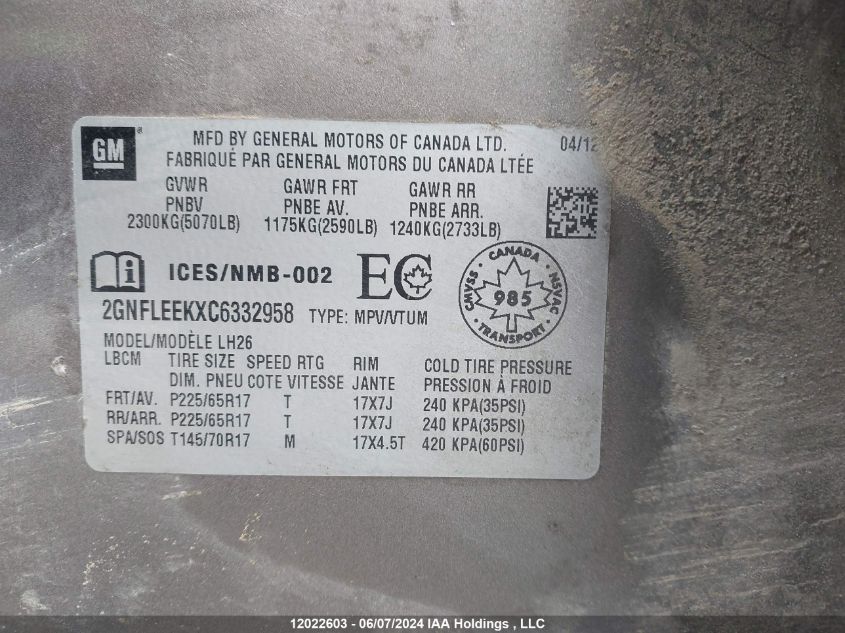 GM
MFD BY GENERAL MOTORS OF CANADA LTD. 04/12
FABRIQUÉ PAR GENERAL MOTORS DU CANADA LTÉE
GVWR GAWR FRT GAWR RR
PNBV PNBE AV. PNBE ARR.
2300KG(5070LB) 1175KG(2590LB) 1240KG(2733LB)
ICES/NMB-002 EC
CANADA
CMVSS 985 NSVAC
TRANSPORT
2GNFLEEKXC6332958 TYPE: MPV/VTUM
MODEL/MODÈLE LH26
LBCM TIRE SIZE SPEED RTG RIM COLD TIRE PRESSURE
DIM. PNEU COTE VITESSE JANTE PRESSION À FROID
FRT/AV. P225/65R17 T 17X7J 240 KPA(35PSI)
RR/ARR. P225/65R17 T 17X7J 240 KPA(35PSI)
SPA/SOS T145/70R17 M 17X4.5T 420 KPA(60PSI)
12022603 - 06/07/2024 IAA Holdings , LLC